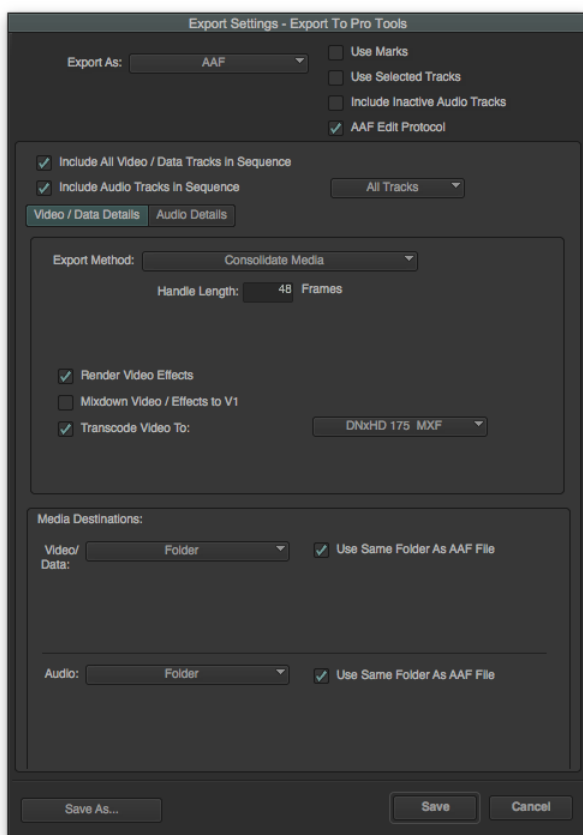 Export Settings - Export To Pro Tools
Export As: AAF
Use Marks
Use Selected Tracks
Include Inactive Audio Tracks
AAF Edit Protocol
Include All Video / Data Tracks in Sequence
Include Audio Tracks in Sequence All Tracks
Video / Data Details Audio Details
Export Method: Consolidate Media
Handle Length: 48 Frames
Render Video Effects
Mixdown Video / Effects to V1
Transcode Video To: DNxHD 175 MXF
Media Destinations:
Video/ Folder Use Same Folder As AAF File
Data:
Audio: Folder Use Same Folder As AAF File
Save As... Save Cancel